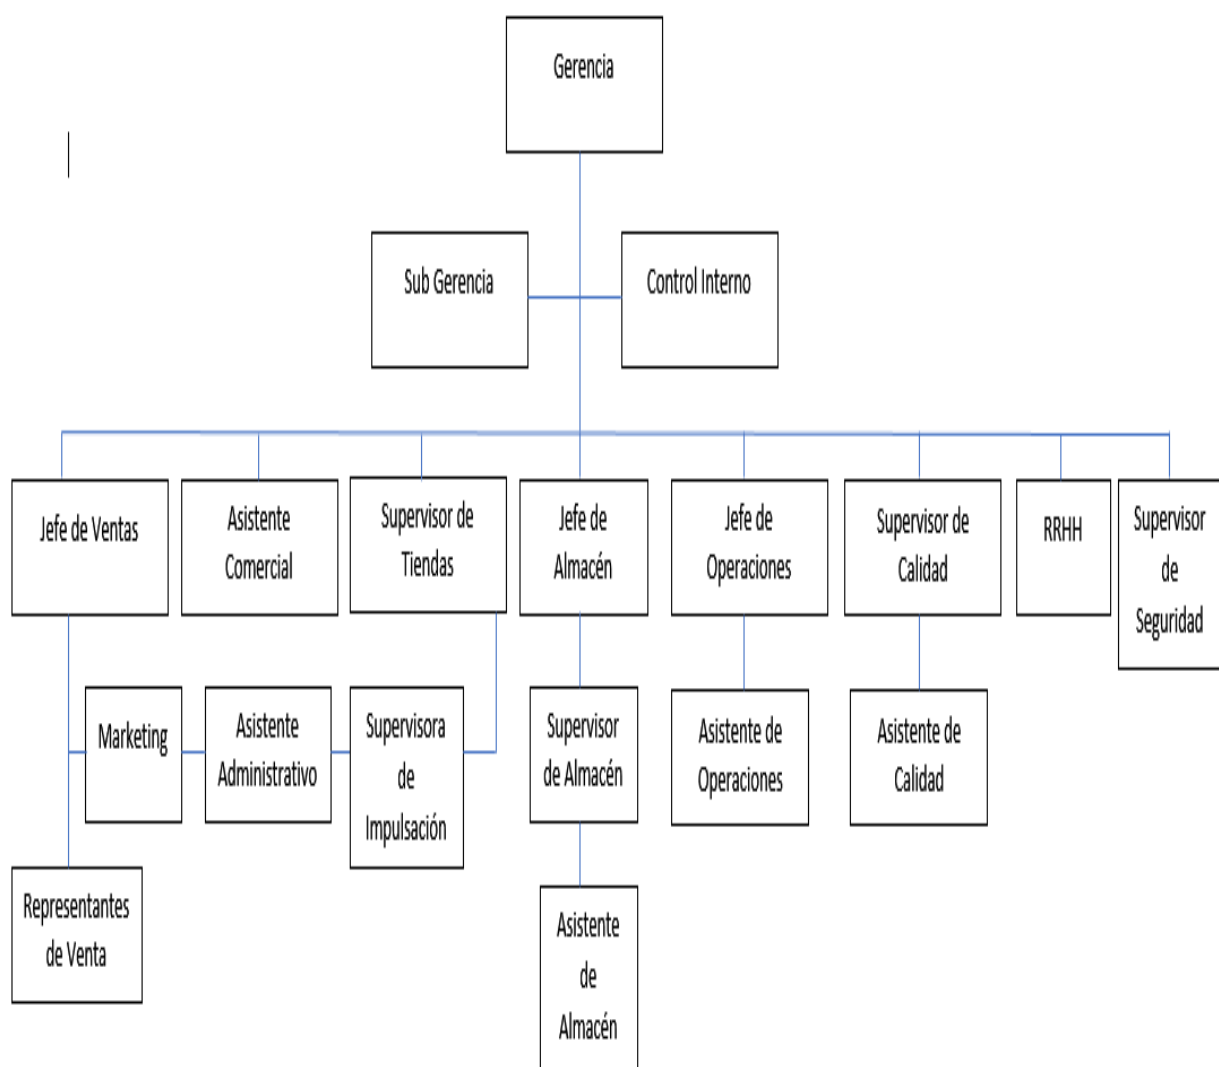 Gerencia
Sub Gerencia
Control Interno
Jefe de Ventas
Asistente
Comercial
Supervisor de
Tiendas
Jefe de
Almacén
Jefe de
Operaciones
Supervisor de
Calidad
RRHH
Supervisor
de
Seguridad
Marketing
Asistente
Administrativo
Supervisora
de
Impulsación
Supervisor
de Almacén
Asistente de
Operaciones
Asistente de
Calidad
Representantes
de Venta
Asistente
de
Almacén